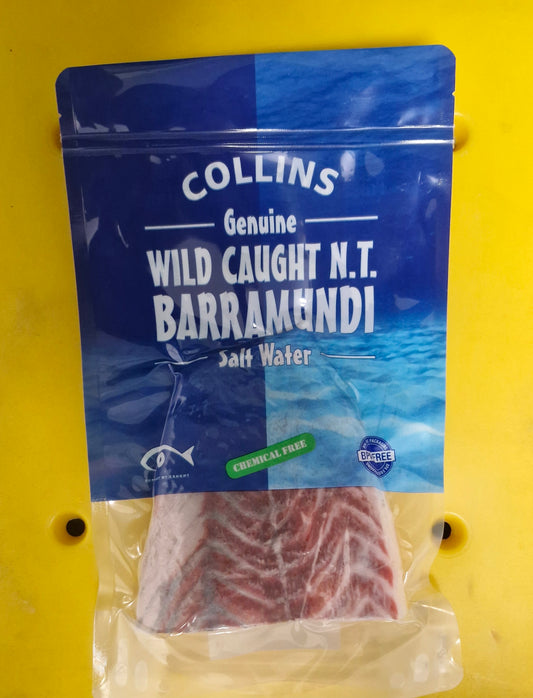 COLLINS
Genuine
WILD CAUGHT N.T.
BARRAMUNDI
Salt Water
CHEMICAL FREE
BPA FREE